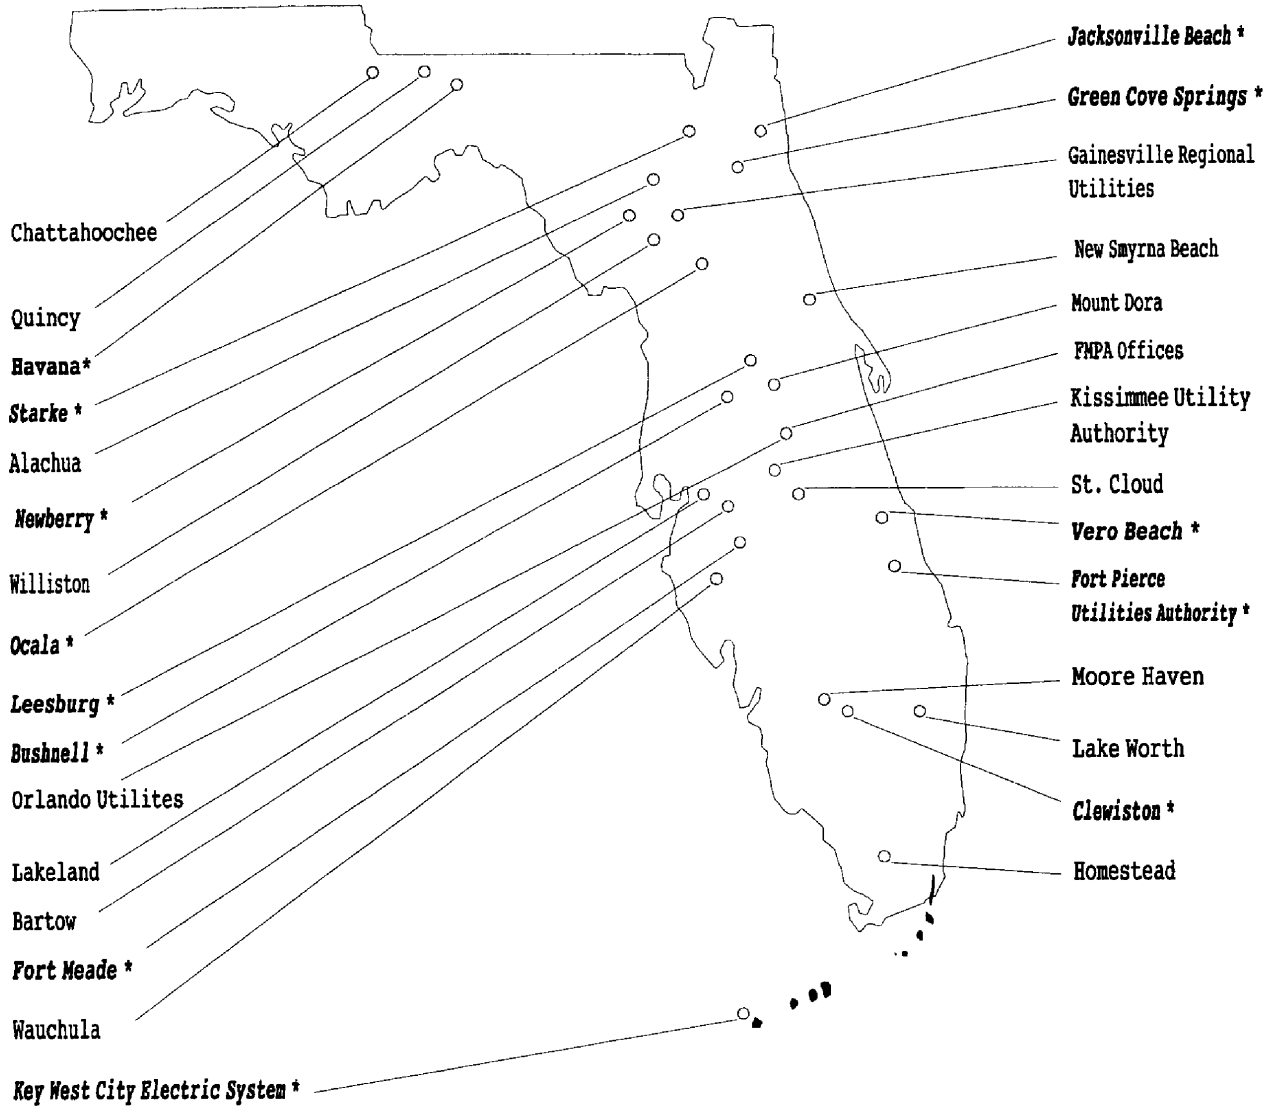 Chattahoochee
Quincy
Havana*
Starke *
Alachua
Newberry *
Williston
Ocala *
Leesburg *
Bushnell *
Orlando Utilites
Lakeland
Bartow
Fort Meade *
Wauchula
Key West City Electric System *
Jacksonville Beach *
Green Cove Springs *
Gainesville Regional
Utilities
New Smyrna Beach
Mount Dora
FMPA Offices
Kissimmee Utility
Authority
St. Cloud
Vero Beach *
Fort Pierce
Utilities Authority *
Moore Haven
Lake Worth
Clewiston *
Homestead